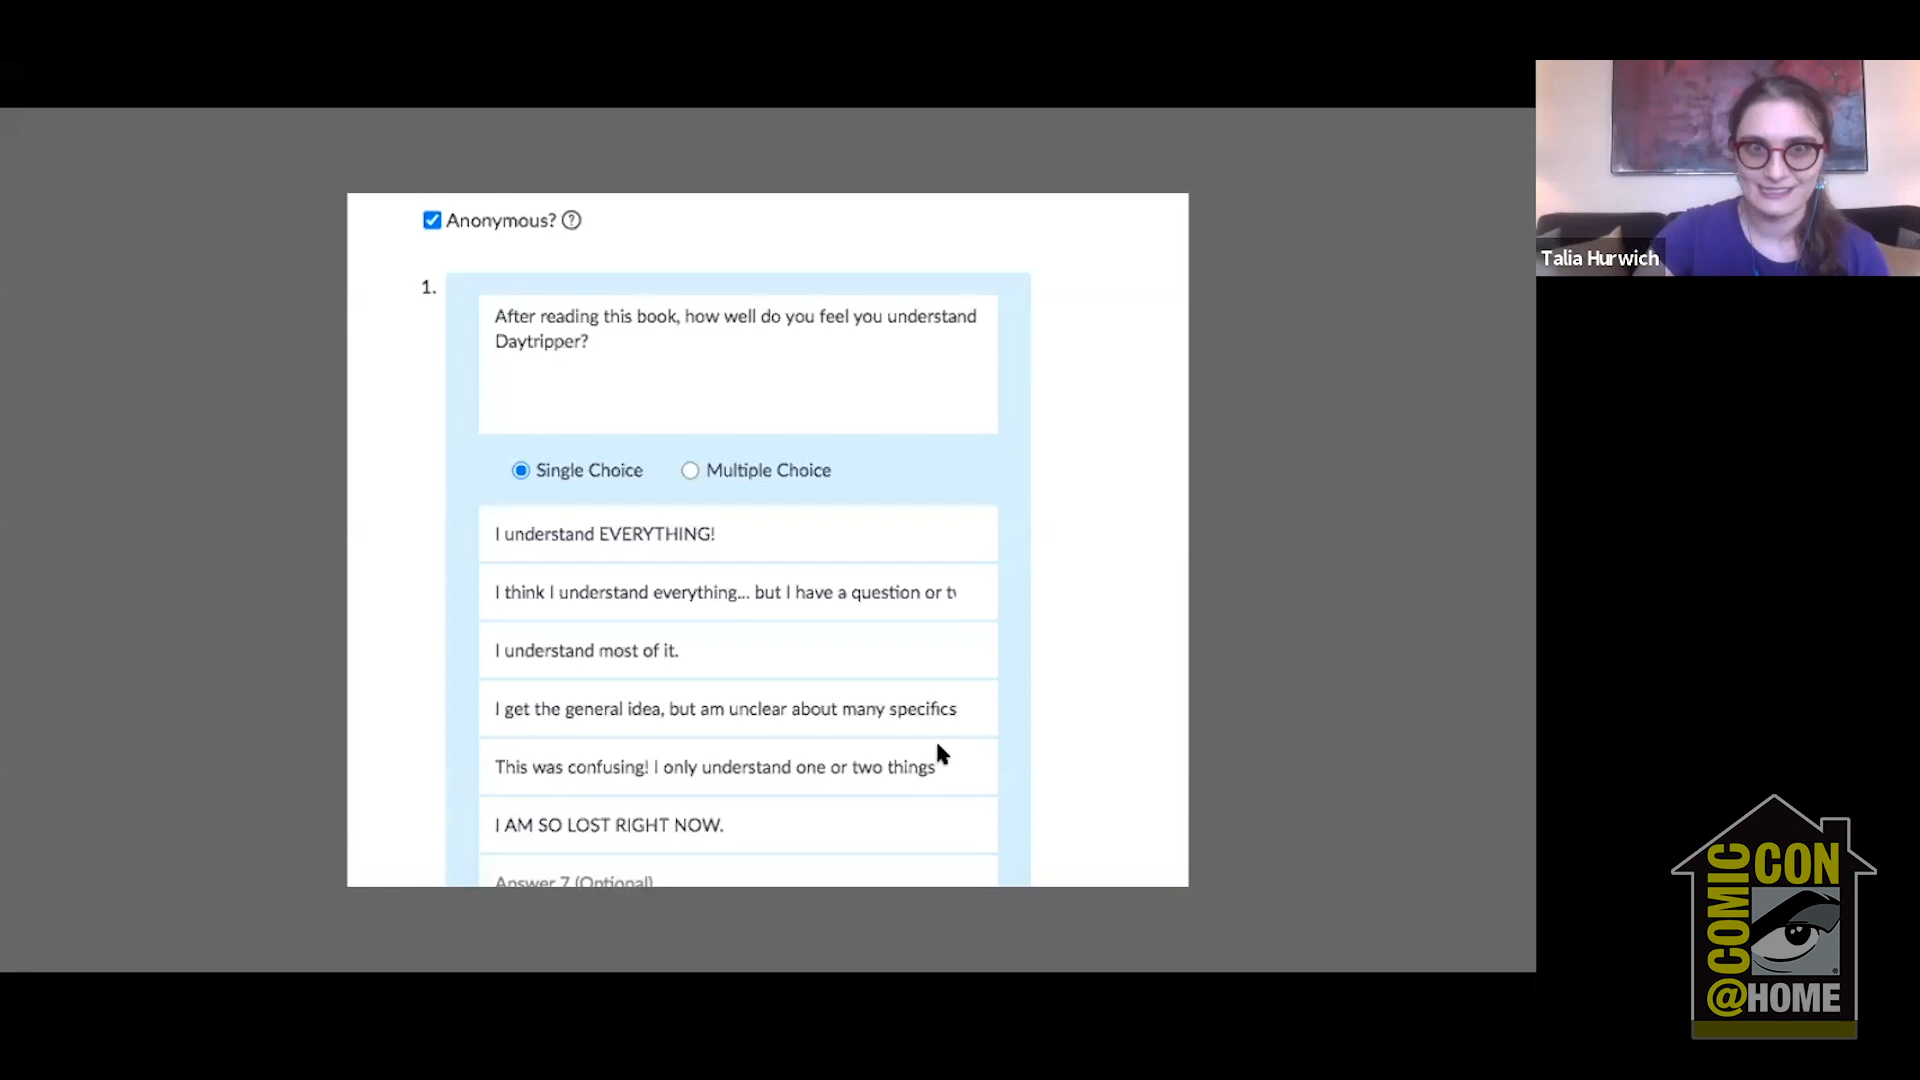 Anonymous?
1.
After reading this book, how well do you feel you understand
Daytripper?
Single Choice
Multiple Choice
I understand EVERYTHING!
I think I understand everything... but I have a question or
I understand most of it.
I get the general idea, but am unclear about many specifics
This was confusing! I only understand one or two things
I AM SO LOST RIGHT NOW.
Answer 7 (Optional)
Talia Hurwich
COMIC
CON
@HOME